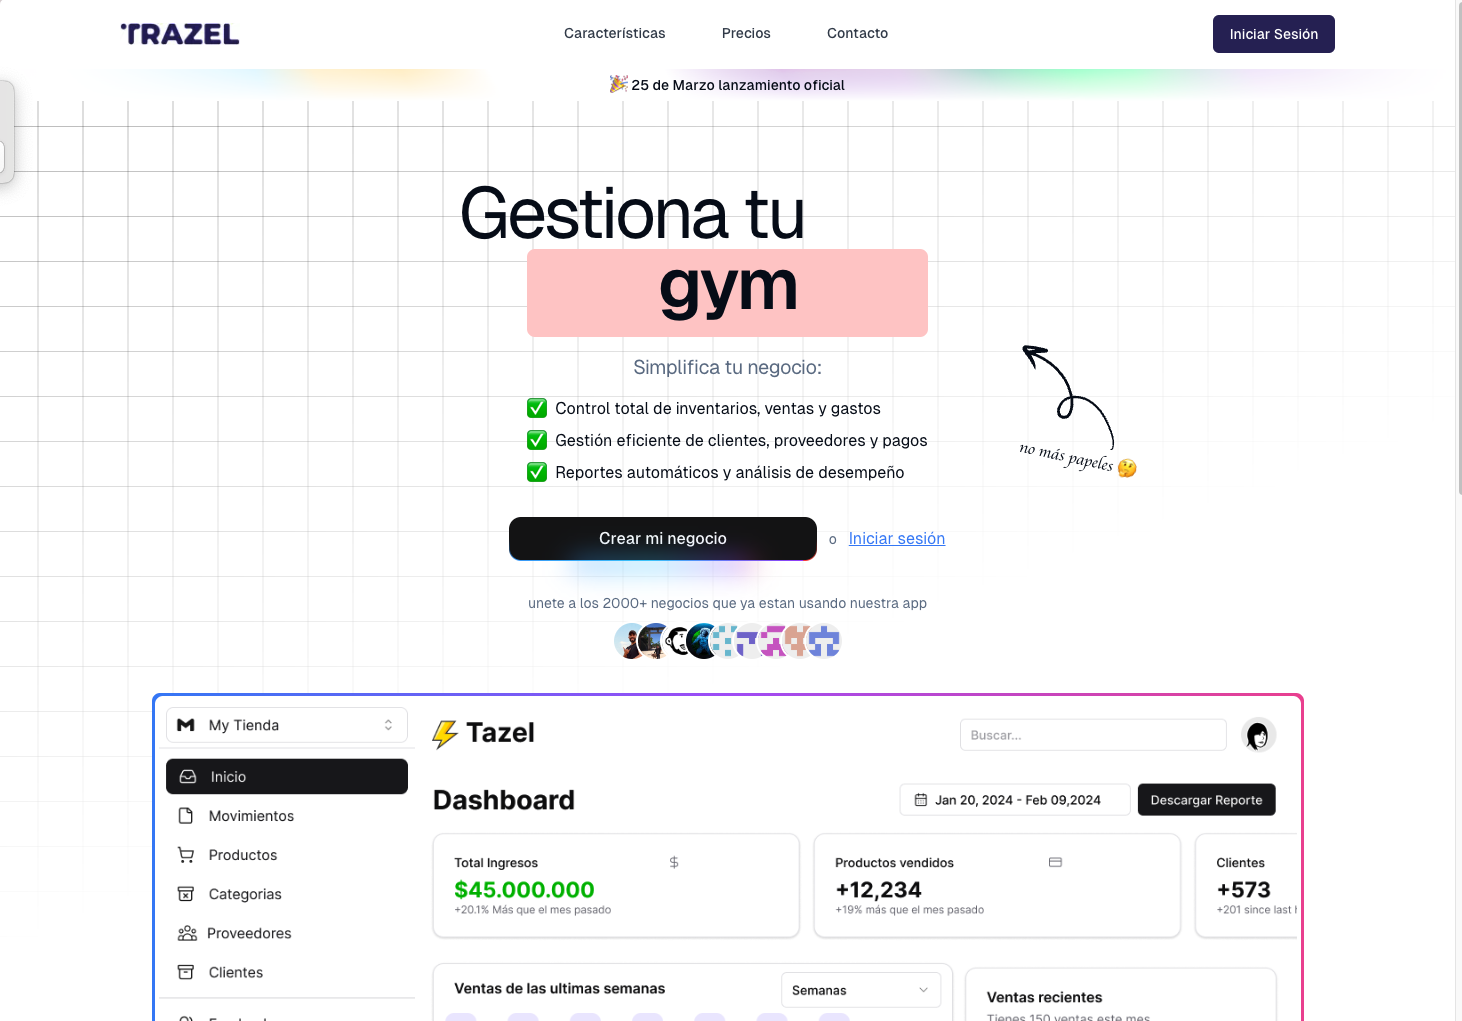 TRAZEL
Características
Precios
Contacto
Iniciar Sesión
🎉 25 de Marzo lanzamiento oficial
Gestiona tu
gym
Simplifica tu negocio:
✅ Control total de inventarios, ventas y gastos
✅ Gestión eficiente de clientes, proveedores y pagos
✅ Reportes automáticos y análisis de desempeño
no más papeles 🤔
Crear mi negocio
o
Iniciar sesión
unete a los 2000+ negocios que ya estan usando nuestra app
My Tienda
⚡ Tazel
Buscar...
Inicio
Movimientos
Productos
Categorias
Proveedores
Clientes
Dashboard
Jan 20, 2024 - Feb 09,2024
Descargar Reporte
Total Ingresos
$
$45.000.000
+20.1% Más que el mes pasado
Productos vendidos
+12,234
+19% más que el mes pasado
Clientes
+573
+201 since last
Ventas de las ultimas semanas
Semanas
Ventas recientes
Tienes 150 ventas este mes